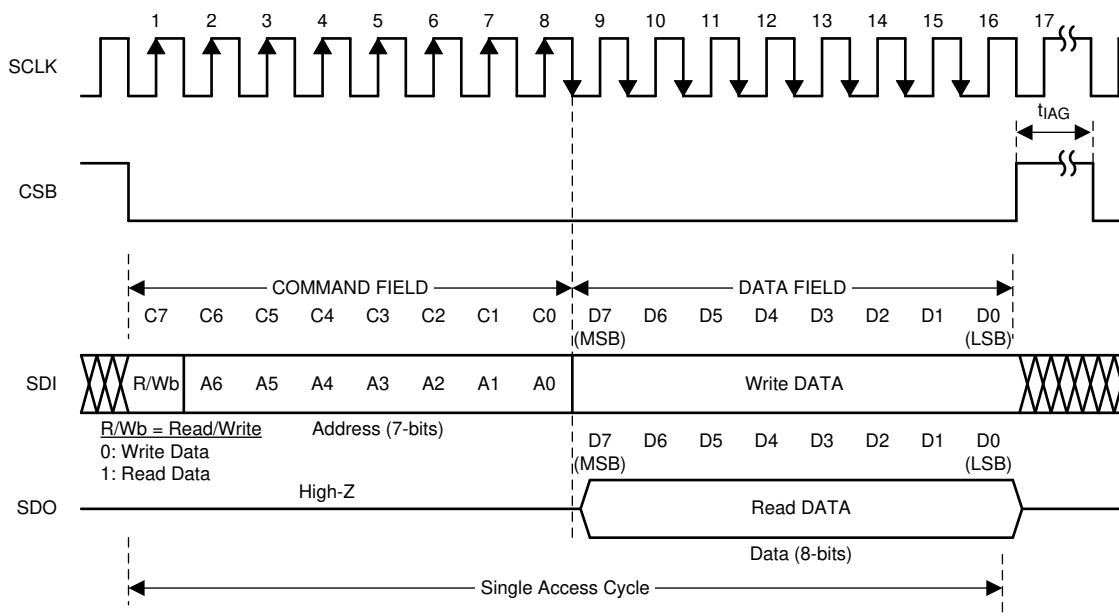 1 2 3 4 5 6 7 8 9 10 11 12 13 14 15 16 17
SCLK
tIAG
CSB
COMMAND FIELD DATA FIELD
C7 C6 C5 C4 C3 C2 C1 C0 D7 D6 D5 D4 D3 D2 D1 D0
(MSB) (LSB)
SDI R/Wb A6 A5 A4 A3 A2 A1 A0 Write DATA
R/Wb = Read/Write Address (7-bits)
0: Write Data
1: Read Data
D7 D6 D5 D4 D3 D2 D1 D0
(MSB) (LSB)
High-Z
SDO Read DATA
Data (8-bits)
Single Access Cycle